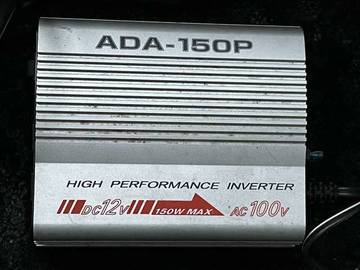 ADA-150P
HIGH PERFORMANCE INVERTER
DC12V 150W MAX AC100V